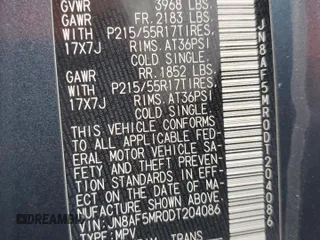 GVWR 3968 LBS.
GAWR FR. 2183 LBS.
WITH P215/55R17TIRES.
17X7J RIMS. AT36PSI
COLD SINGLE.
GAWR RR. 1852 LBS.
WITH P215/55R17TIRES.
17X7J RIMS. AT36PSI
COLD SINGLE.
THIS VEHICLE CONFORMS
TO ALL APPLICABLE
ERAL MOTOR VEHICLE SA-
FETY AND THEFT PREVEN-
TION STANDARDS IN
ECT ON THE DATE OF MA-
NUFACTURE SHOWN ABOVE
VIN:JN8AF5MR0DT204086
TYPE:MPV
TRANS
JN8AF5MR0DT204086